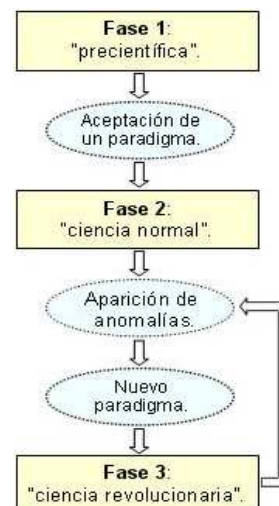 Fase 1:
"precientífica".
Aceptación de
un paradigma.
Fase 2:
"ciencia normal".
Aparición de
anomalías.
Nuevo
paradigma.
Fase 3:
"ciencia revolucionaria".